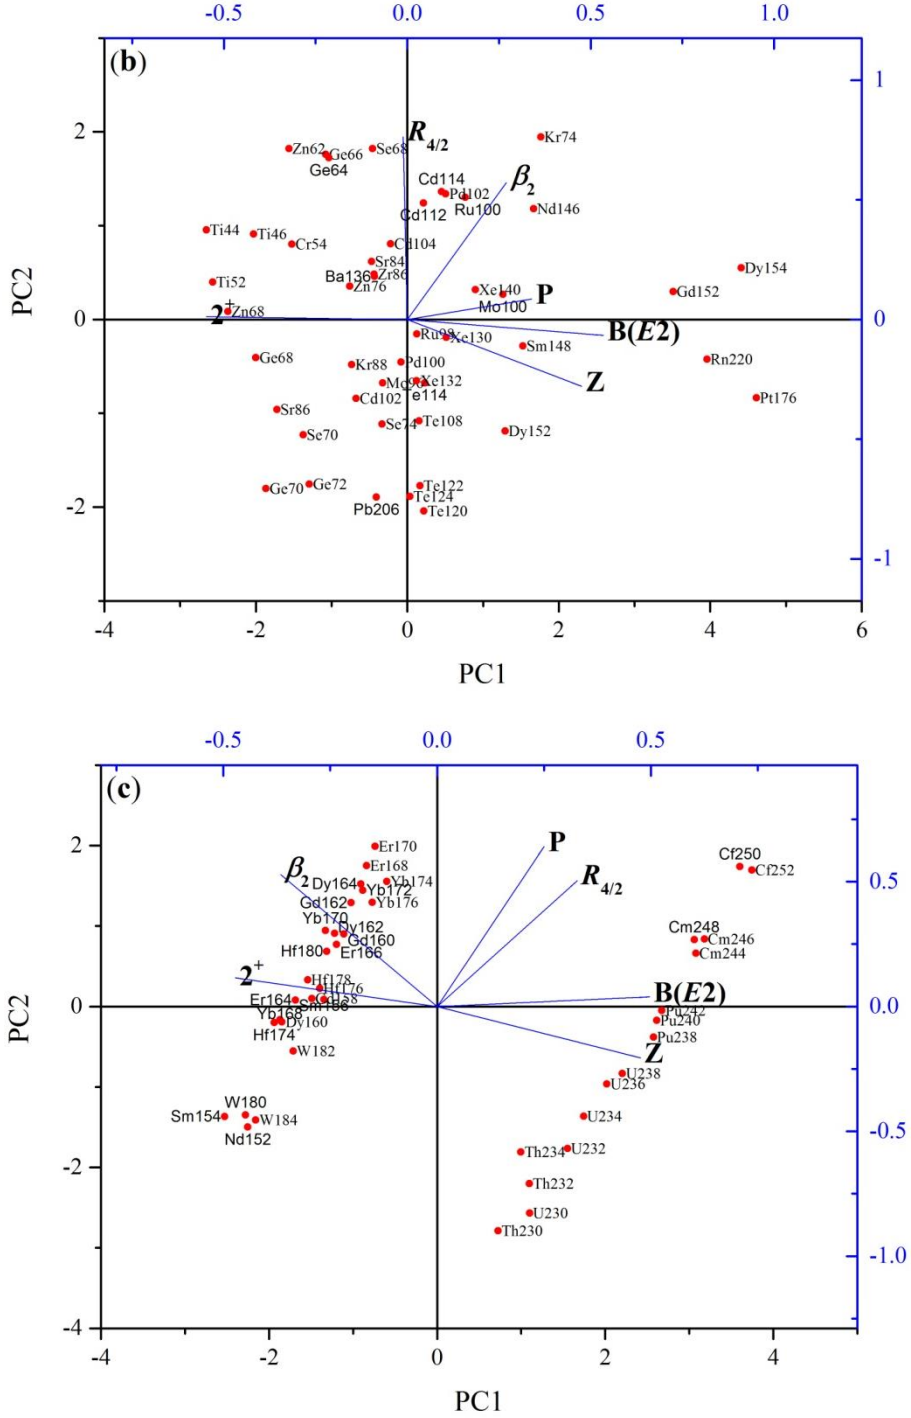 -0.5 0.0 0.5 1.0
(b)
R4/2
Zn62 Ge66 Se68 Kr74
Ge64
Cd114 β2
Pd102
Cd112 Ru100 Nd146
Ti44 Ti46
Cr54 Cd104
Sr84 Dy154
Ba136 Zr86
Ti52 Zn76 Xe140 P Gd152
Mo100
2+ Zn68
Ru98 Xe130 B(E2)
Sm148
Ge68 Kr88 Pd100 Rn220
Xe132 Z
Te114
Cd102 Pt176
Sr86
Se74 Te108
Se70 Dy152
Ge70 Ge72 Te122
Pb206 Te124
Te120
2
0
-2
PC2
1
0
-1
-4 -2 0 2 4 6
PC1
-0.5 0.0 0.5
(c)
Er170 P
β2 Er168 R4/2 Cf250
Dy164 Yb174 Cf252
Yb172
Gd162 Yb176
Yb170 Dy162 Cm248
Gd160 Cm246
Hf180 Er166 Cm244
2+ Hf178
Hf176 B(E2)
Er164 Gd158
Sm156 Pu242
Yb168 Dy160 Pu240
Hf174 Pu238
W182 Z
U238
U236
W180
Sm154 W184 U234
Nd152
Th234 U232
Th232
U230
Th230
2
0
-2
-4
PC2
0.5
0.0
-0.5
-1.0
-4 -2 0 2 4
PC1